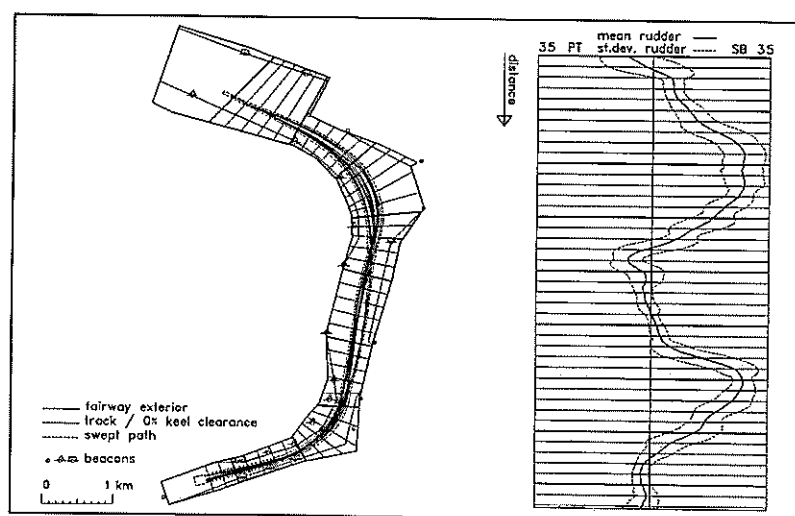 mean rudder
35 PT st.dev. rudder SB 35
distance
fairway exterior
track / 0% keel clearance
swept path
beacons
0 1 km